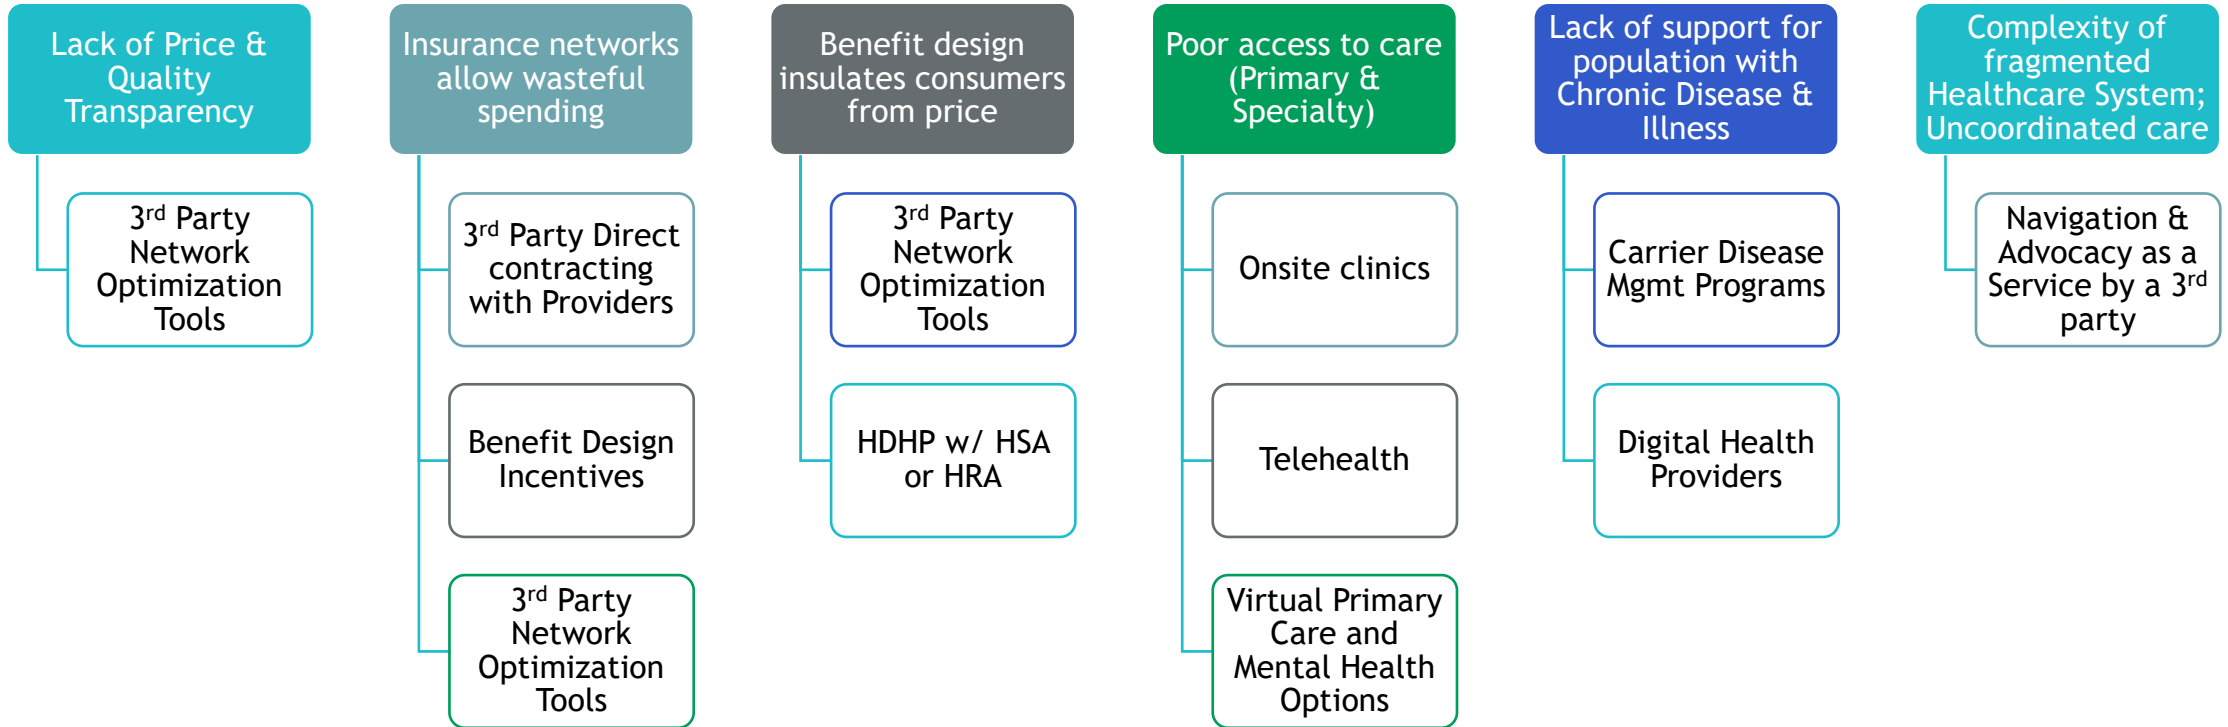 Lack of Price &
Quality
Transparency
3rd Party
Network
Optimization
Tools
Insurance networks
allow wasteful
spending
3rd Party Direct
contracting
with Providers
Benefit Design
Incentives
3rd Party
Network
Optimization
Tools
Benefit design
insulates consumers
from price
3rd Party
Network
Optimization
Tools
HDHP w/ HSA
or HRA
Poor access to care
(Primary &
Specialty)
Onsite clinics
Telehealth
Virtual Primary
Care and
Mental Health
Options
Lack of support for
population with
Chronic Disease &
Illness
Carrier Disease
Mgmt Programs
Digital Health
Providers
Complexity of
fragmented
Healthcare System;
Uncoordinated care
Navigation &
Advocacy as a
Service by a 3rd
party